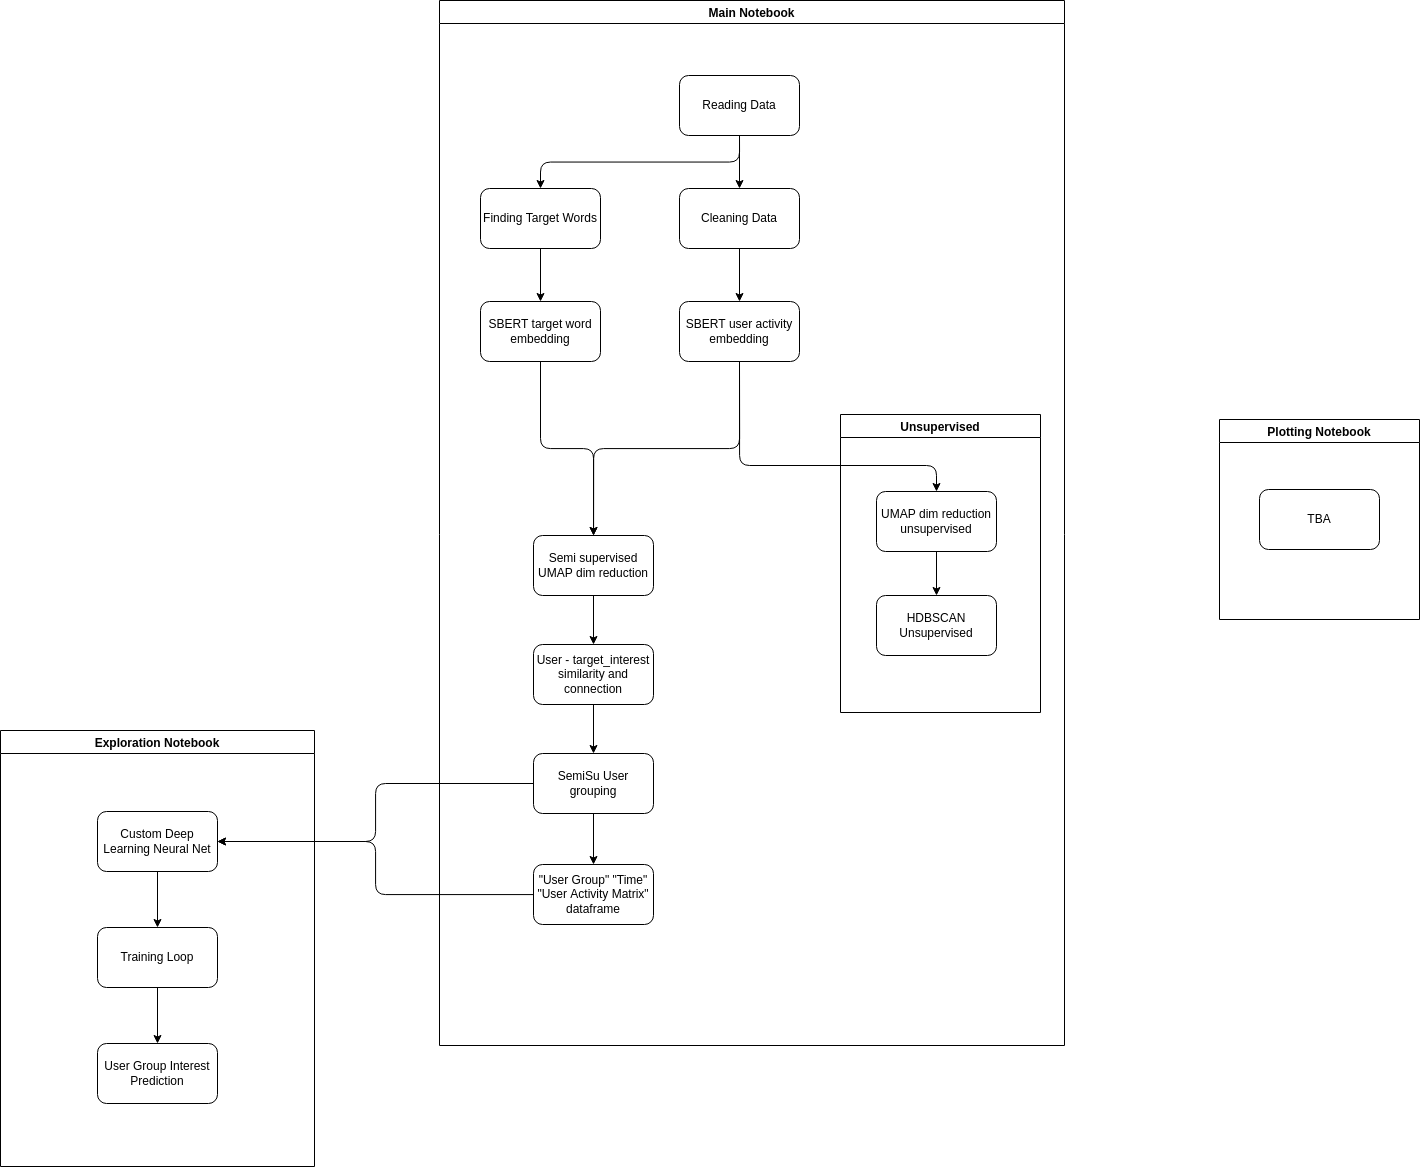 Main Notebook
Reading Data
Finding Target Words
Cleaning Data
SBERT target word
embedding
SBERT user activity
embedding
Unsupervised
UMAP dim reduction
unsupervised
HDBSCAN
Unsupervised
Semi supervised
UMAP dim reduction
User - target_interest
similarity and
connection
SemiSu User
grouping
"User Group" "Time"
"User Activity Matrix"
dataframe
Plotting Notebook
TBA
Exploration Notebook
Custom Deep
Learning Neural Net
Training Loop
User Group Interest
Prediction